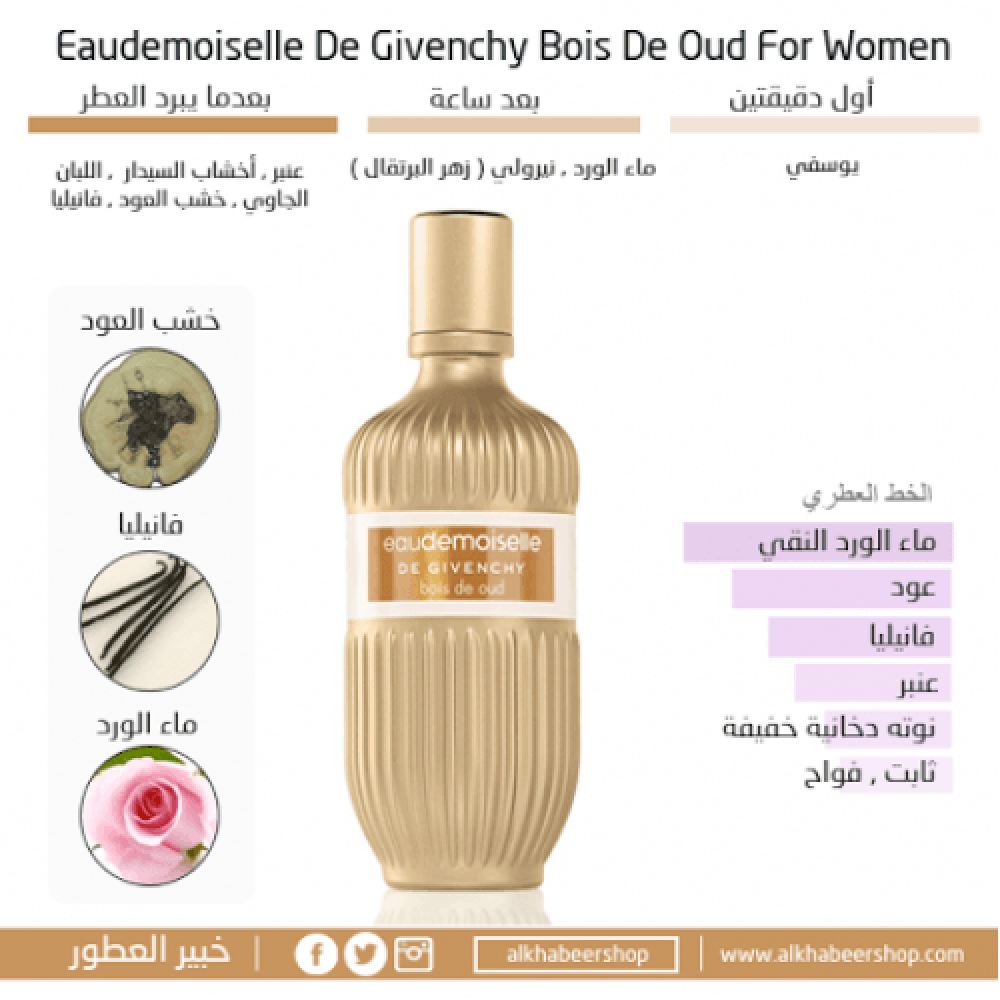 Eaudemoiselle De Givenchy Bois De Oud For Women
أول دقيقتين
يوسفي
بعد ساعة
ماء الورد , نيرولي ( زهر البرتقال )
بعدما يبرد العطر
عنبر , أخشاب السيدار , اللبان
الجاوي , خشب العود , فانيليا
eaudemoiselle
DE GIVENCHY
bois de oud
الخط العطري
ماء الورد النقي
عود
فانيليا
عنبر
نوته دخانية خفيفة
ثابت , فواح
خشب العود
فانيليا
ماء الورد
خبير العطور
alkhabeershop
www.alkhabeershop.com